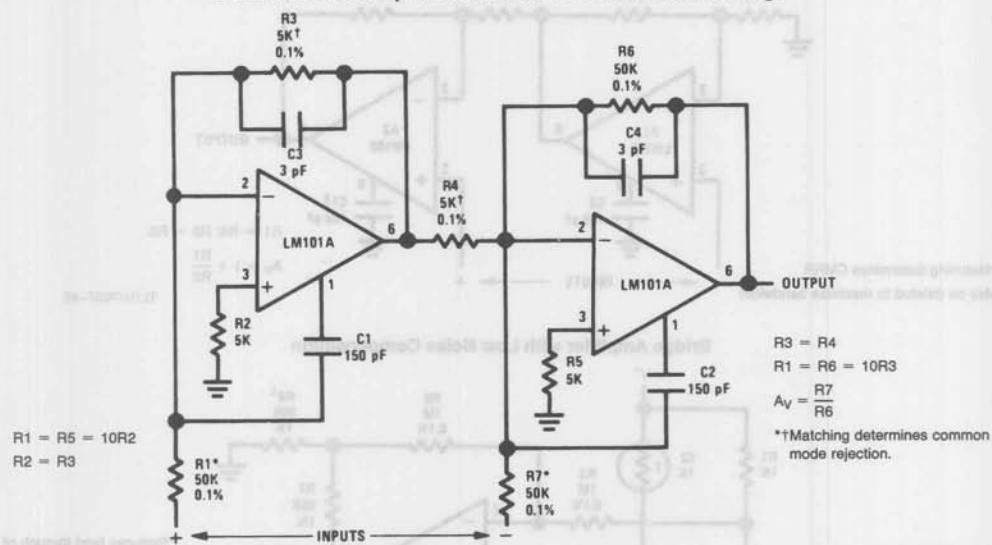 R3
5K†
0.1%
C3
3 pF
R6
50K
0.1%
C4
3 pF
R4
5K†
0.1%
2
−
LM101A
6
3
+
1
R2
5K
C1
150 pF
2
−
LM101A
6
OUTPUT
3
+
1
R5
5K
C2
150 pF
R3 = R4
R1 = R6 = 10R3
AV = R7
R6
*†Matching determines common
mode rejection.
R1 = R5 = 10R2
R2 = R3
R1*
50K
0.1%
R7*
50K
0.1%
+ INPUTS −